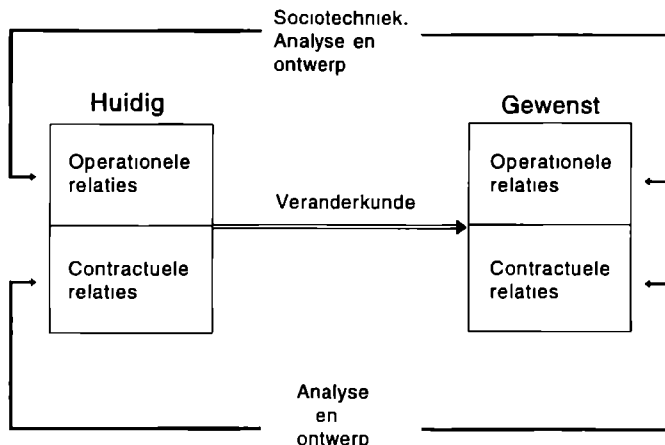 Sociotechniek.
Analyse en
ontwerp
Huidig
Gewenst
Operationele
relaties
Operationele
relaties
Veranderkunde
Contractuele
relaties
Contractuele
relaties
Analyse
en
ontwerp